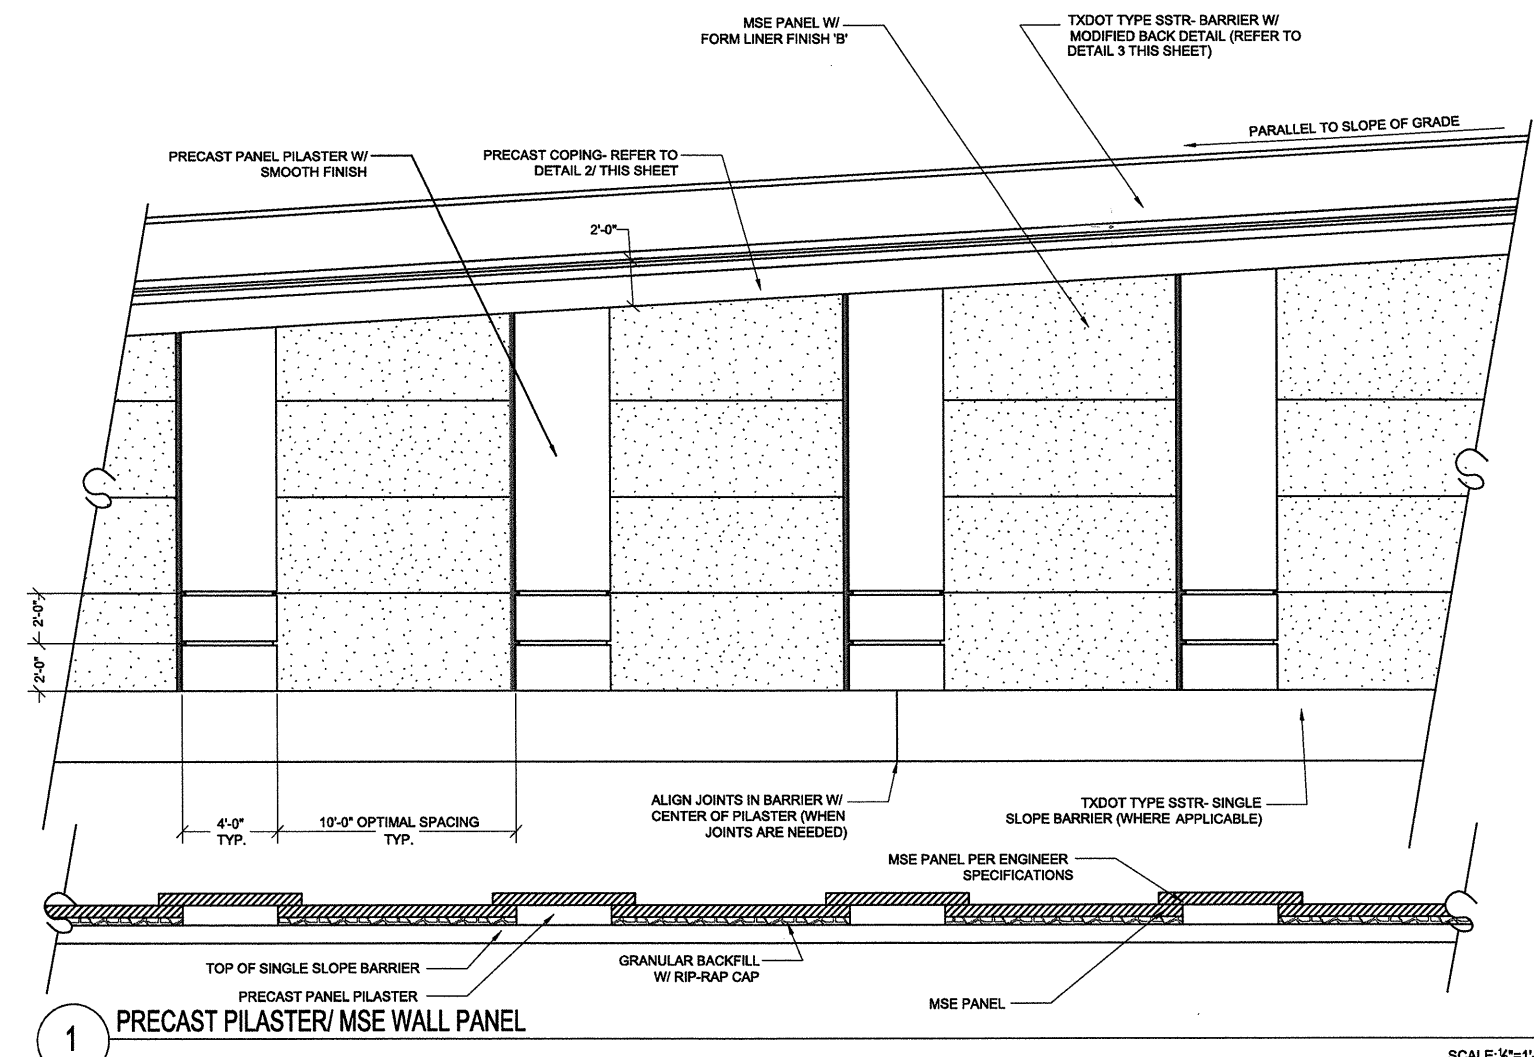 MSE PANEL W/
FORM LINER FINISH 'B'
TXDOT TYPE SSTR- BARRIER W/
MODIFIED BACK DETAIL (REFER TO
DETAIL 3 THIS SHEET)
PARALLEL TO SLOPE OF GRADE
PRECAST PANEL PILASTER W/
SMOOTH FINISH
PRECAST COPING- REFER TO
DETAIL 2/ THIS SHEET
2'-0"
2'-0"
2'-0"
4'-0"
TYP.
10'-0" OPTIMAL SPACING
TYP.
ALIGN JOINTS IN BARRIER W/
CENTER OF PILASTER (WHEN
JOINTS ARE NEEDED)
TXDOT TYPE SSTR- SINGLE
SLOPE BARRIER (WHERE APPLICABLE)
MSE PANEL PER ENGINEER
SPECIFICATIONS
TOP OF SINGLE SLOPE BARRIER
PRECAST PANEL PILASTER
GRANULAR BACKFILL
W/ RIP-RAP CAP
MSE PANEL
1
PRECAST PILASTER/ MSE WALL PANEL
SCALE: